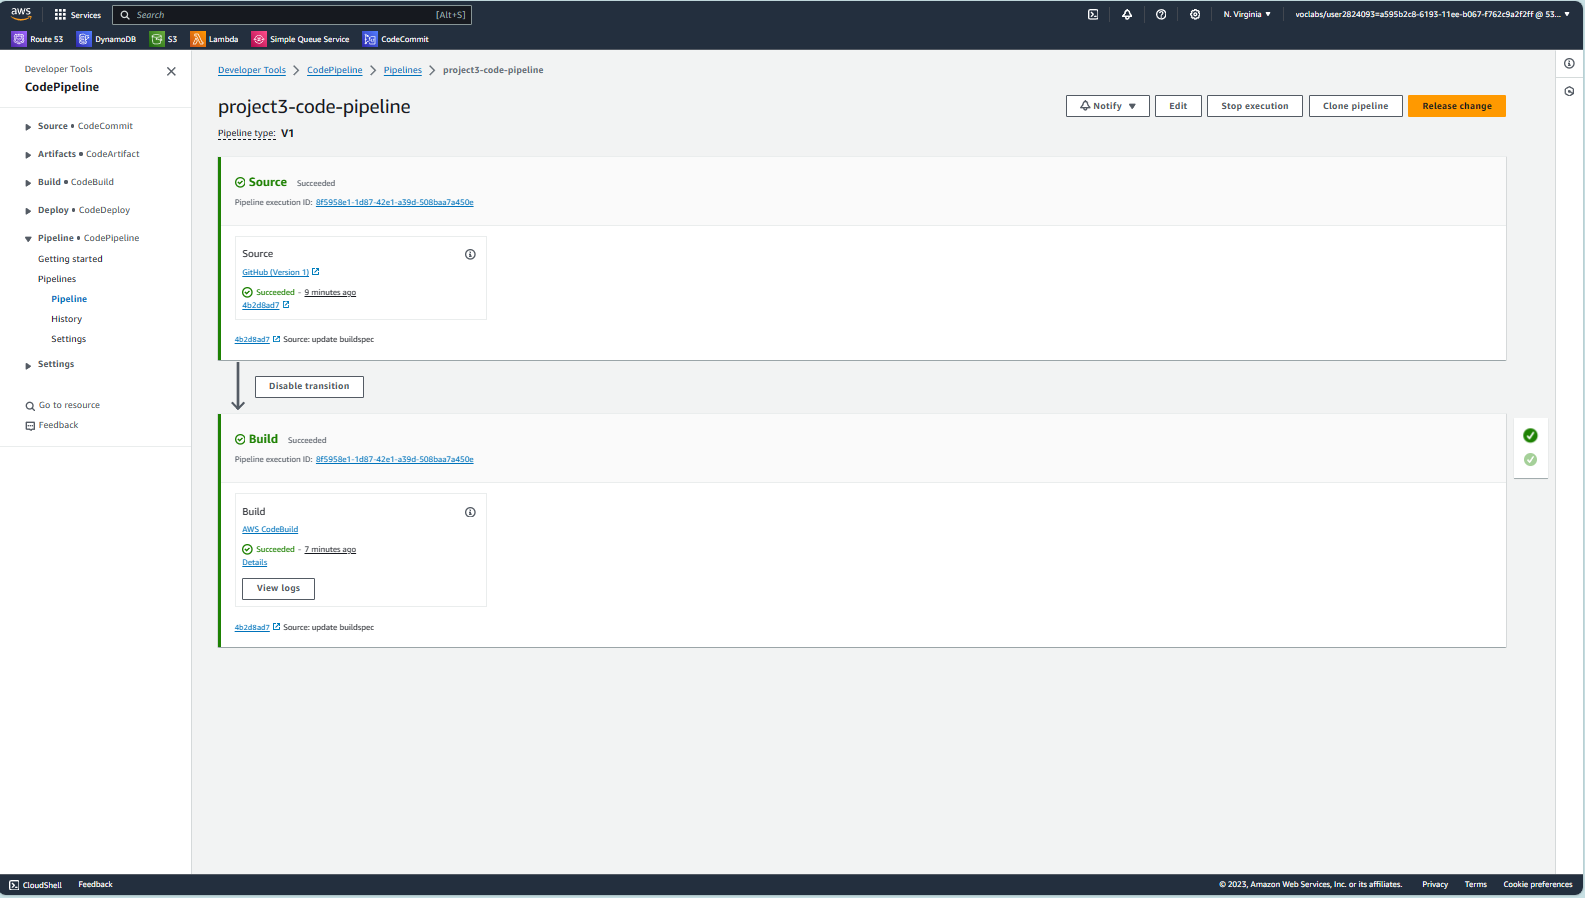 aws Services Search [Alt+S] N. Virginia voclabs/user2824093=a595b2c8-6193-11ee-b067-f762c9a2f2ff @ 53...
Route 53 DynamoDB S3 Lambda Simple Queue Service CodeCommit
Developer Tools
CodePipeline
Source • CodeCommit
Artifacts • CodeArtifact
Build • CodeBuild
Deploy • CodeDeploy
Pipeline • CodePipeline
Getting started
Pipelines
Pipeline
History
Settings
Settings
Go to resource
Feedback
Developer Tools > CodePipeline > Pipelines > project3-code-pipeline
project3-code-pipeline
Notify Edit Stop execution Clone pipeline Release change
Pipeline type: V1
Source Succeeded
Pipeline execution ID: 8f5958e1-1d87-42e1-a39d-508baa7a450e
Source
GitHub (Version 1)
Succeeded - 9 minutes ago
4b2d8ad7
4b2d8ad7 Source: update buildspec
Disable transition
Build Succeeded
Pipeline execution ID: 8f5958e1-1d87-42e1-a39d-508baa7a450e
Build
AWS CodeBuild
Succeeded - 7 minutes ago
Details
View logs
4b2d8ad7 Source: update buildspec
CloudShell Feedback © 2023, Amazon Web Services, Inc. or its affiliates. Privacy Terms Cookie preferences